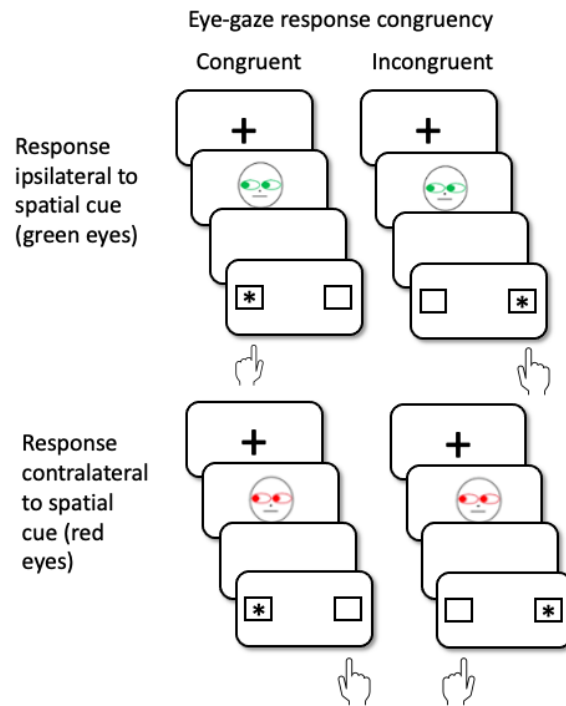 Eye-gaze response congruency
Congruent Incongruent
Response
ipsilateral to
spatial cue
(green eyes)
+ +
* *
Response
contralateral
to spatial
cue (red
eyes)
+ +
* *